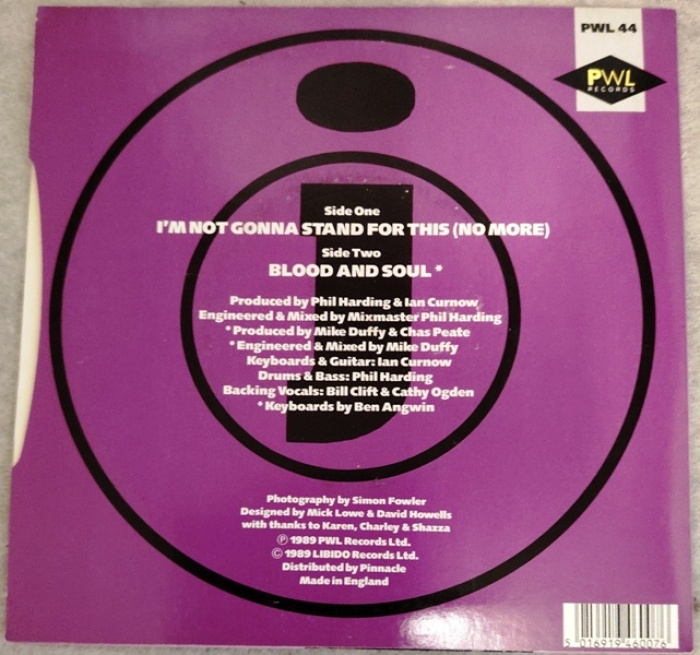 PWL 44
PWL
RECORDS
Side One
I'M NOT GONNA STAND FOR THIS (NO MORE)
Side Two
BLOOD AND SOUL *
Produced by Phil Harding & Ian Curnow
Engineered & Mixed by Mixmaster Phil Harding
* Produced by Mike Duffy & Chas Peate
* Engineered & Mixed by Mike Duffy
Keyboards & Guitar: Ian Curnow
Drums & Bass: Phil Harding
Backing Vocals: Bill Clift & Cathy Ogden
* Keyboards by Ben Angwin
Photography by Simon Fowler
Designed by Mick Lowe & David Howells
with thanks to Karen, Charley & Shazza
Ⓟ 1989 PWL Records Ltd.
© 1989 LIBIDO Records Ltd.
Distributed by Pinnacle
Made in England
5 016919 460076